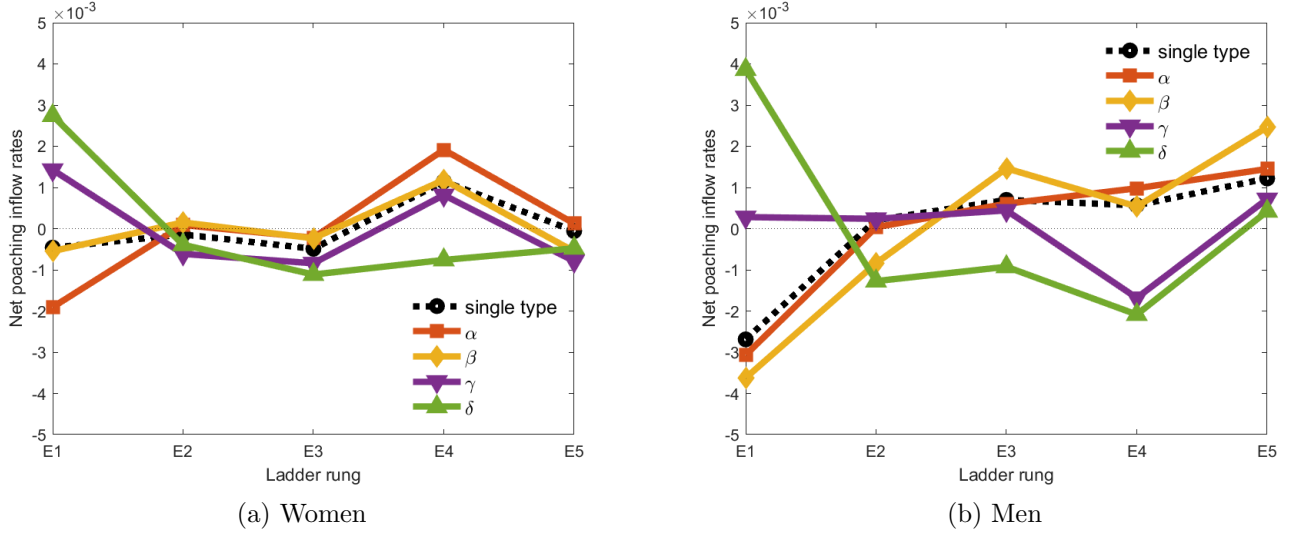 ×10⁻³
5
4
3
2
1
0
-1
-2
-3
-4
-5
Net poaching inflow rates
single type
α
β
γ
δ
E1 E2 E3 E4 E5
Ladder rung
(a) Women
×10⁻³
5
4
3
2
1
0
-1
-2
-3
-4
-5
Net poaching inflow rates
single type
α
β
γ
δ
E1 E2 E3 E4 E5
Ladder rung
(b) Men